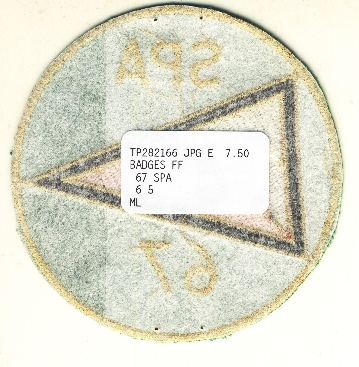 SPA
TP282166 JPG E 7.50
BADGES FF
67 SPA
6 5
ML
67